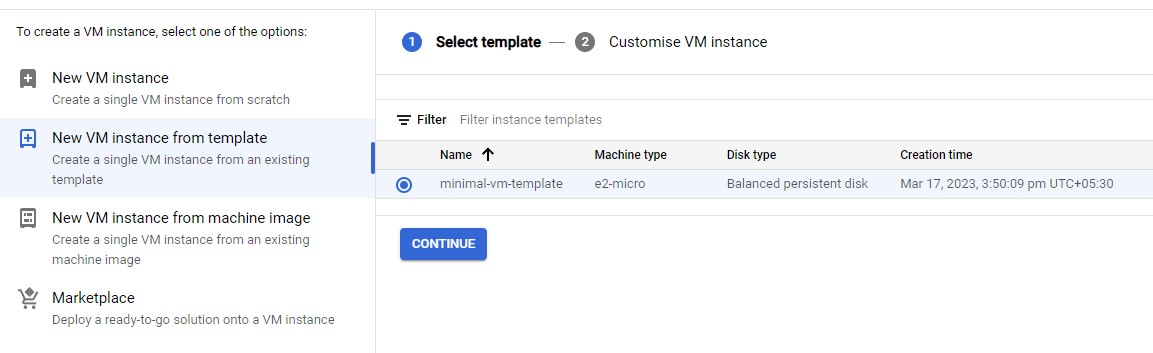 To create a VM instance, select one of the options:
New VM instance
Create a single VM instance from scratch
New VM instance from template
Create a single VM instance from an existing
template
New VM instance from machine image
Create a single VM instance from an existing
machine image
Marketplace
Deploy a ready-to-go solution onto a VM instance
1 Select template — 2 Customise VM instance
Filter Filter instance templates
Name Machine type Disk type Creation time
minimal-vm-template e2-micro Balanced persistent disk Mar 17, 2023, 3:50:09 pm UTC+05:30
CONTINUE